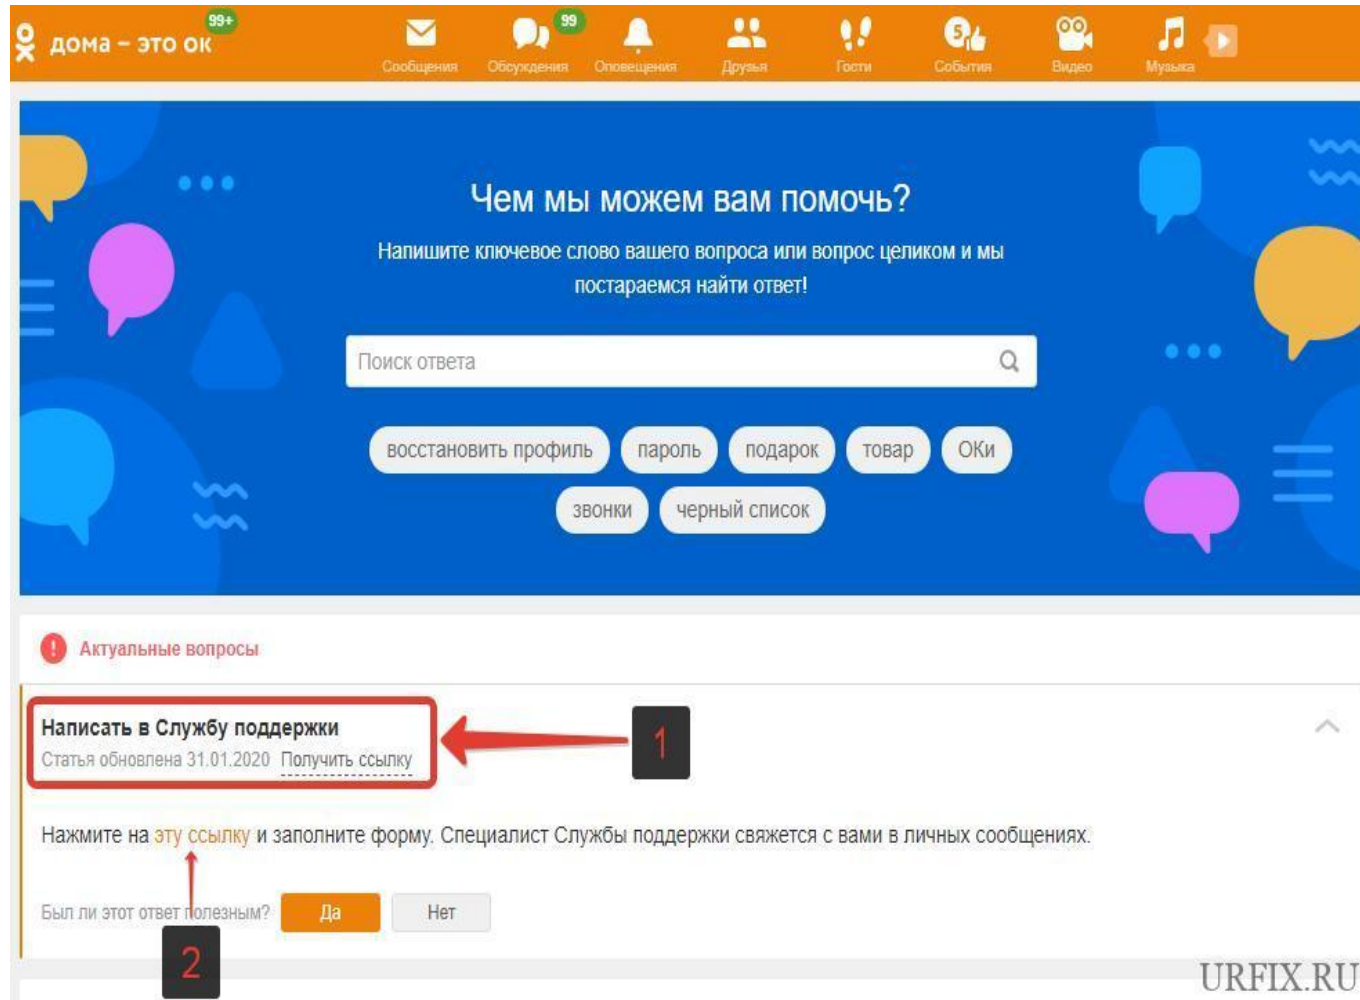 99+
дома – это ок
99
5
Сообщения Обсуждения Оповещения Друзья Гости События Видео Музыка
Чем мы можем вам помочь?
Напишите ключевое слово вашего вопроса или вопрос целиком и мы
постараемся найти ответ!
Поиск ответа
восстановить профиль пароль подарок товар ОКи
звонки черный список
Актуальные вопросы
Написать в Службу поддержки
Статья обновлена 31.01.2020 Получить ссылку
1
Нажмите на эту ссылку и заполните форму. Специалист Службы поддержки свяжется с вами в личных сообщениях.
Был ли этот ответ полезным? Да Нет
2
URFIX.RU